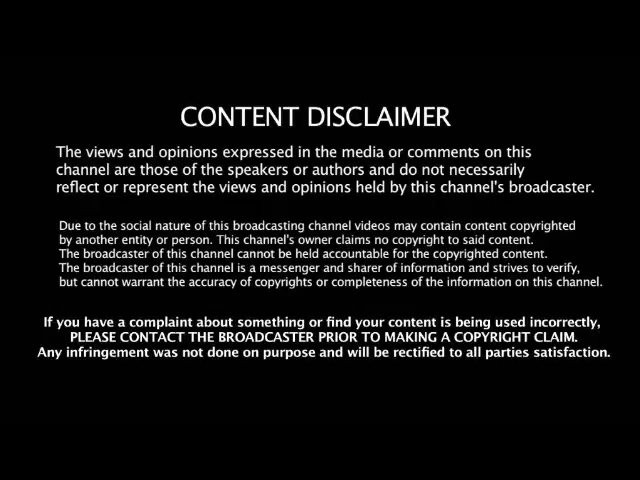 CONTENT DISCLAIMER
The views and opinions expressed in the media or comments on this
channel are those of the speakers or authors and do not necessarily
reflect or represent the views and opinions held by this channel's broadcaster.
Due to the social nature of this broadcasting channel videos may contain content copyrighted
by another entity or person. This channel's owner claims no copyright to said content.
The broadcaster of this channel cannot be held accountable for the copyrighted content.
The broadcaster of this channel is a messenger and sharer of information and strives to verify,
but cannot warrant the accuracy of copyrights or completeness of the information on this channel.
If you have a complaint about something or find your content is being used incorrectly,
PLEASE CONTACT THE BROADCASTER PRIOR TO MAKING A COPYRIGHT CLAIM.
Any infringement was not done on purpose and will be rectified to all parties satisfaction.